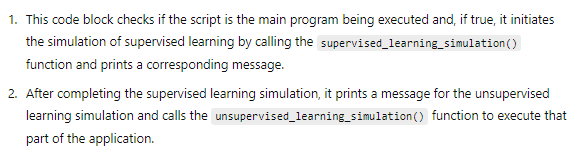 1. This code block checks if the script is the main program being executed and, if true, it initiates
the simulation of supervised learning by calling the supervised_learning_simulation()
function and prints a corresponding message.
2. After completing the supervised learning simulation, it prints a message for the unsupervised
learning simulation and calls the unsupervised_learning_simulation() function to execute that
part of the application.